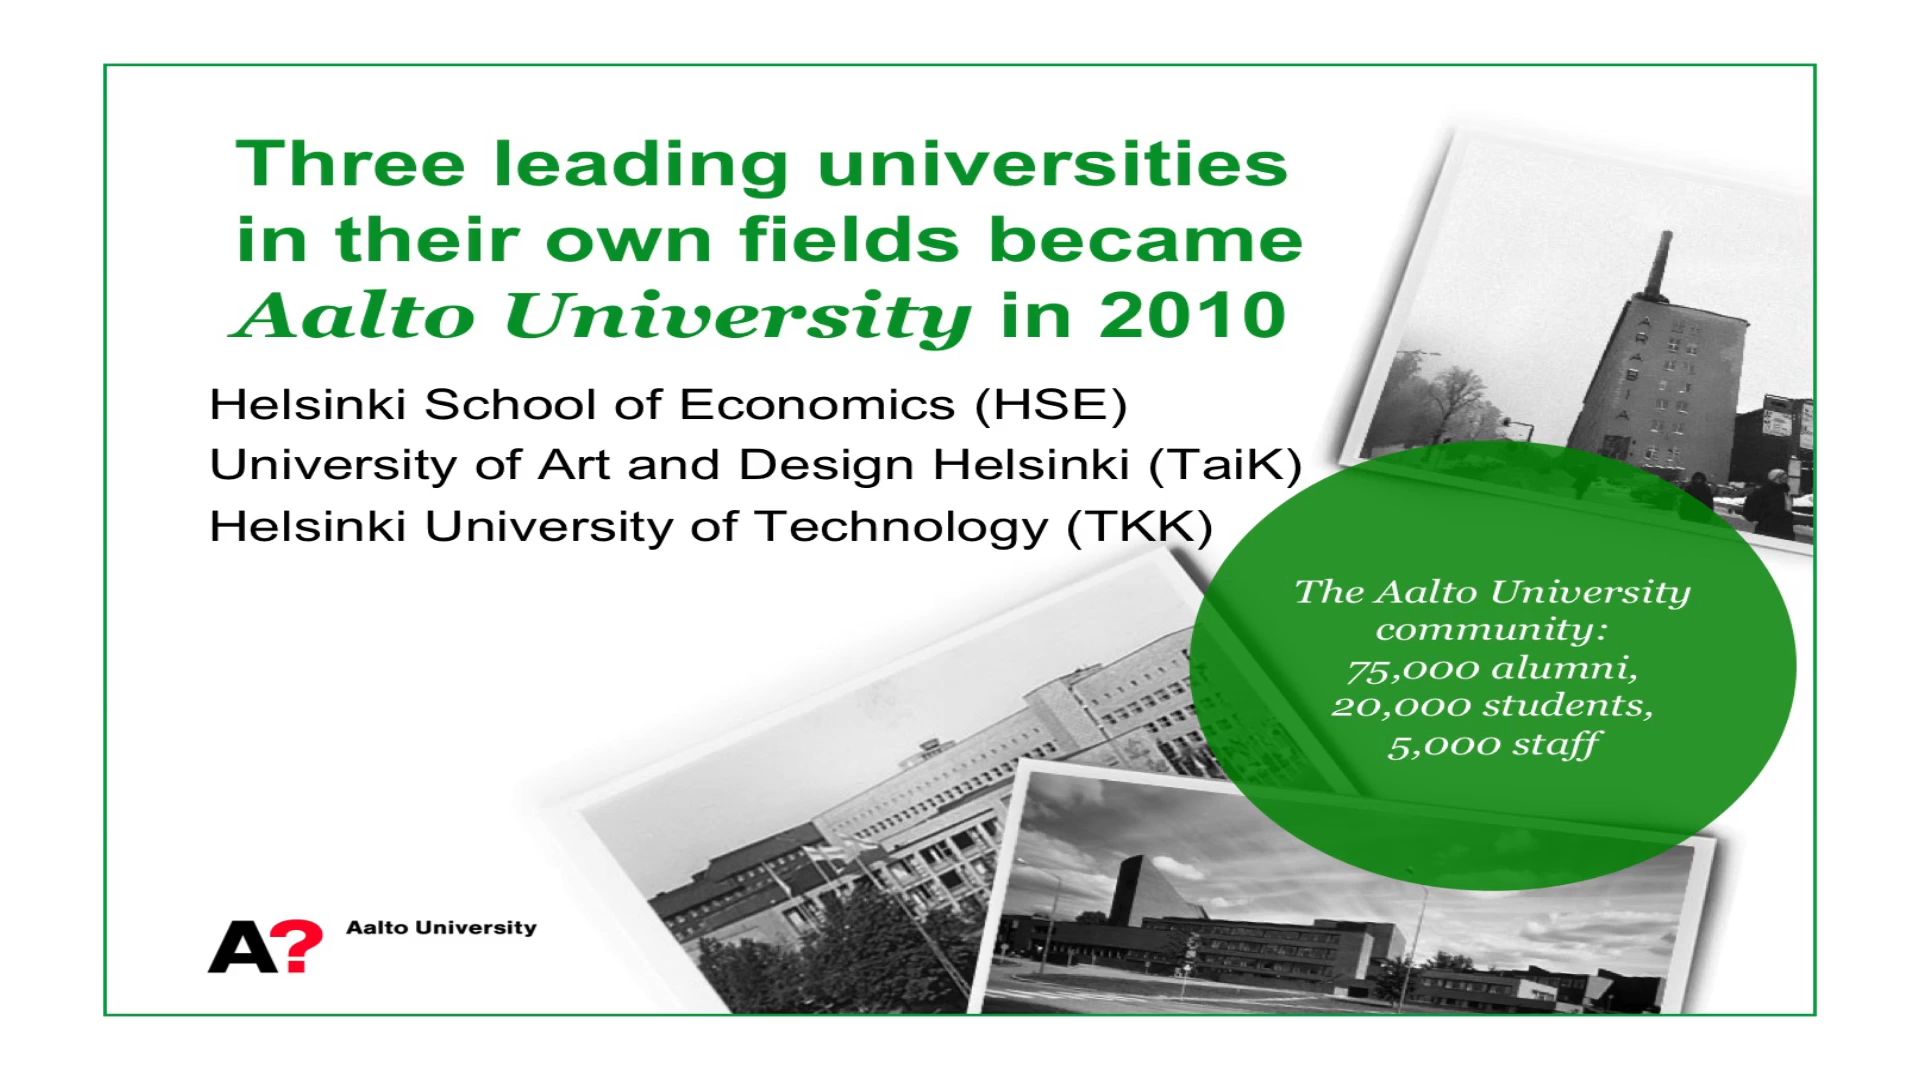 Three leading universities
in their own fields became
Aalto University in 2010
Helsinki School of Economics (HSE)
University of Art and Design Helsinki (TaiK)
Helsinki University of Technology (TKK)
ARABIA
The Aalto University
community:
75,000 alumni,
20,000 students,
5,000 staff
A?
Aalto University